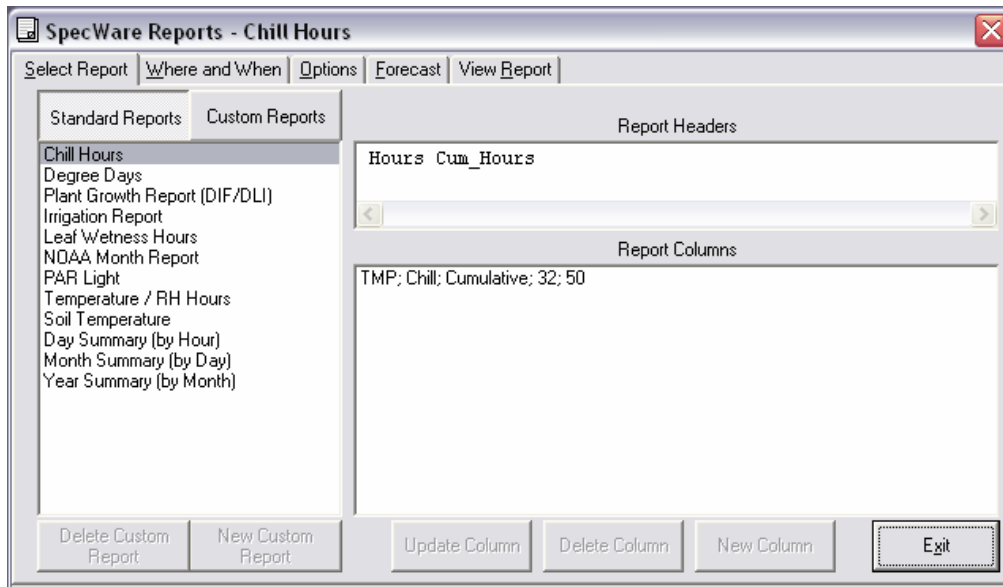 SpecWare Reports - Chill Hours
Select Report Where and When Options Forecast View Report
Standard Reports Custom Reports
Chill Hours
Degree Days
Plant Growth Report (DIF/DLI)
Irrigation Report
Leaf Wetness Hours
NOAA Month Report
PAR Light
Temperature / RH Hours
Soil Temperature
Day Summary (by Hour)
Month Summary (by Day)
Year Summary (by Month)
Delete Custom
Report
New Custom
Report
Report Headers
Hours Cum_Hours
Report Columns
TMP; Chill; Cumulative; 32; 50
Update Column Delete Column New Column Exit